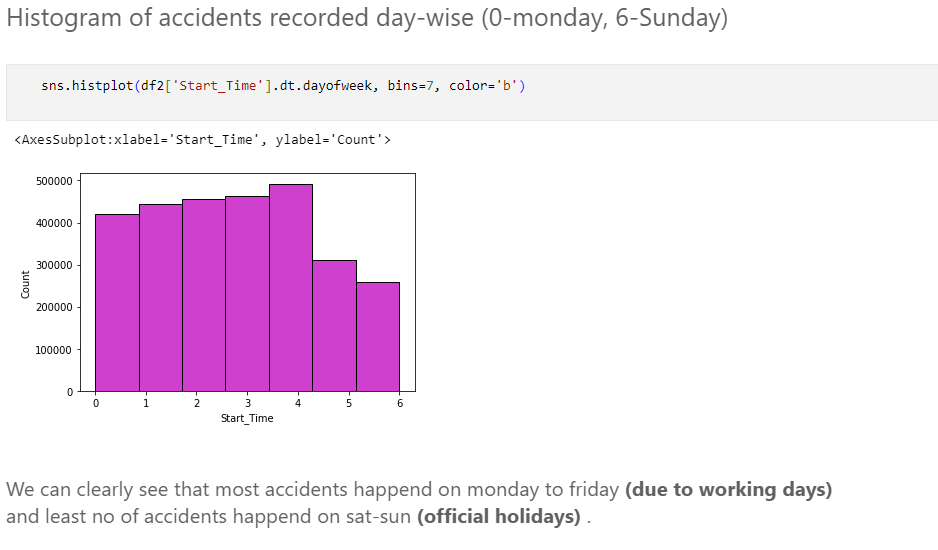 Histogram of accidents recorded day-wise (0-monday, 6-Sunday)
sns.histplot(df2['Start_Time'].dt.dayofweek, bins=7, color='b')
<AxesSubplot:xlabel='Start_Time', ylabel='Count'>
500000
400000
300000
200000
100000
0
Count
0 1 2 3 4 5 6
Start_Time
We can clearly see that most accidents happend on monday to friday (due to working days)
and least no of accidents happend on sat-sun (official holidays) .